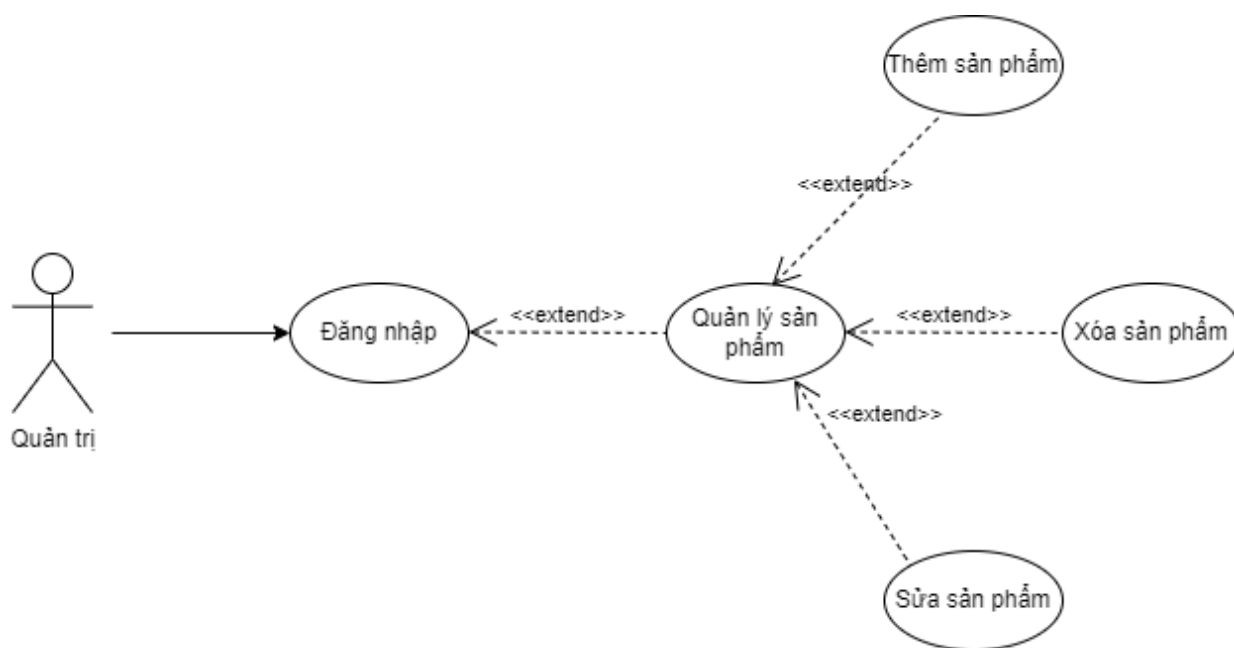 Thêm sản phẩm
<<extend>>
Đăng nhập
<<extend>>
Quản lý sản
phẩm
<<extend>>
Xóa sản phẩm
<<extend>>
Quản trị
Sửa sản phẩm